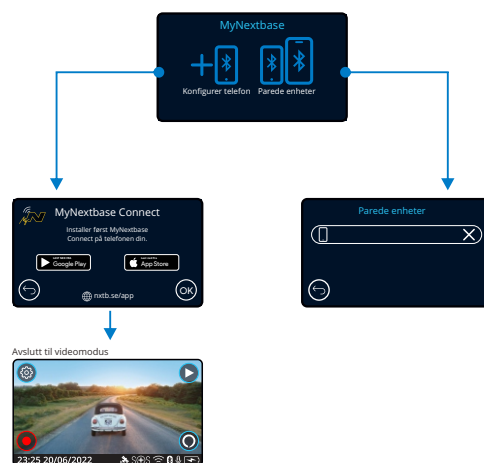 MyNextbase
Konfigurer telefon
Parede enheter
MyNextbase Connect
Installer først MyNextbase
Connect på telefonen din.
Google Play
App Store
OK
nxtb.se/app
Parede enheter
Avslutt til videomodus
23:25 20/06/2022
SOS